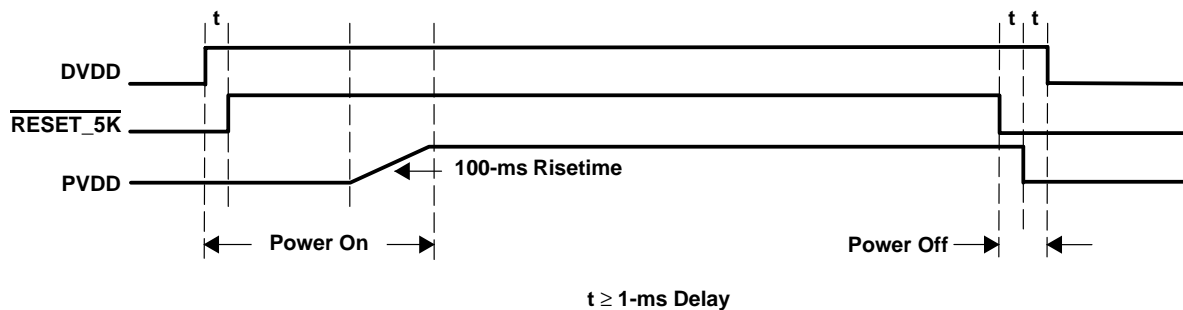 t t t
DVDD
RESET_5K
100-ms Risetime
PVDD
Power On Power Off
t ≥ 1-ms Delay